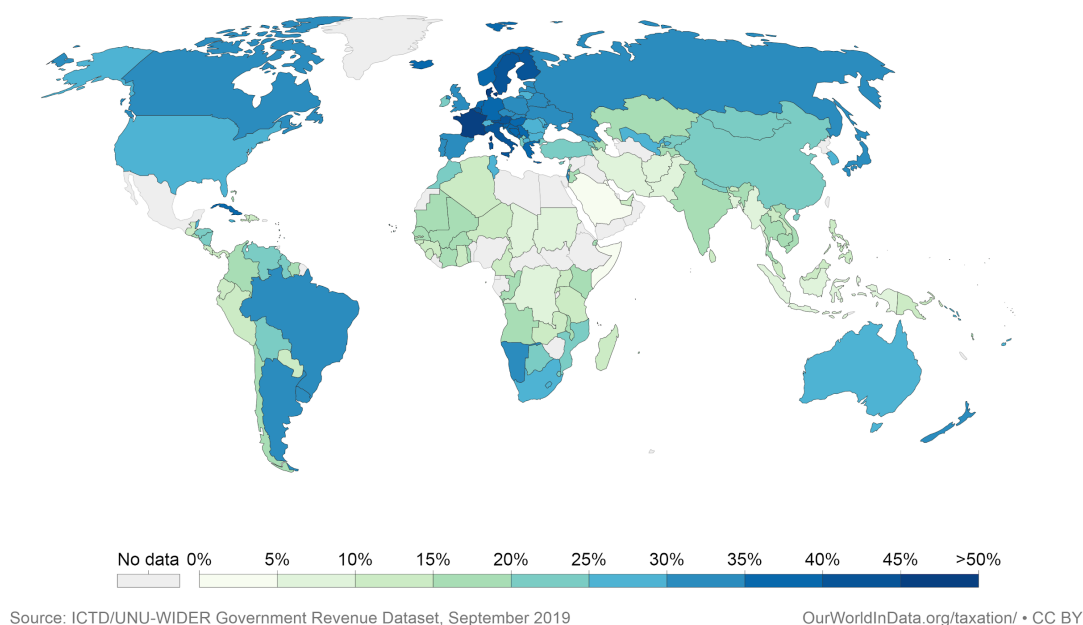 No data 0% 5% 10% 15% 20% 25% 30% 35% 40% 45% >50%
Source: ICTD/UNU-WIDER Government Revenue Dataset, September 2019 OurWorldInData.org/taxation/ • CC BY